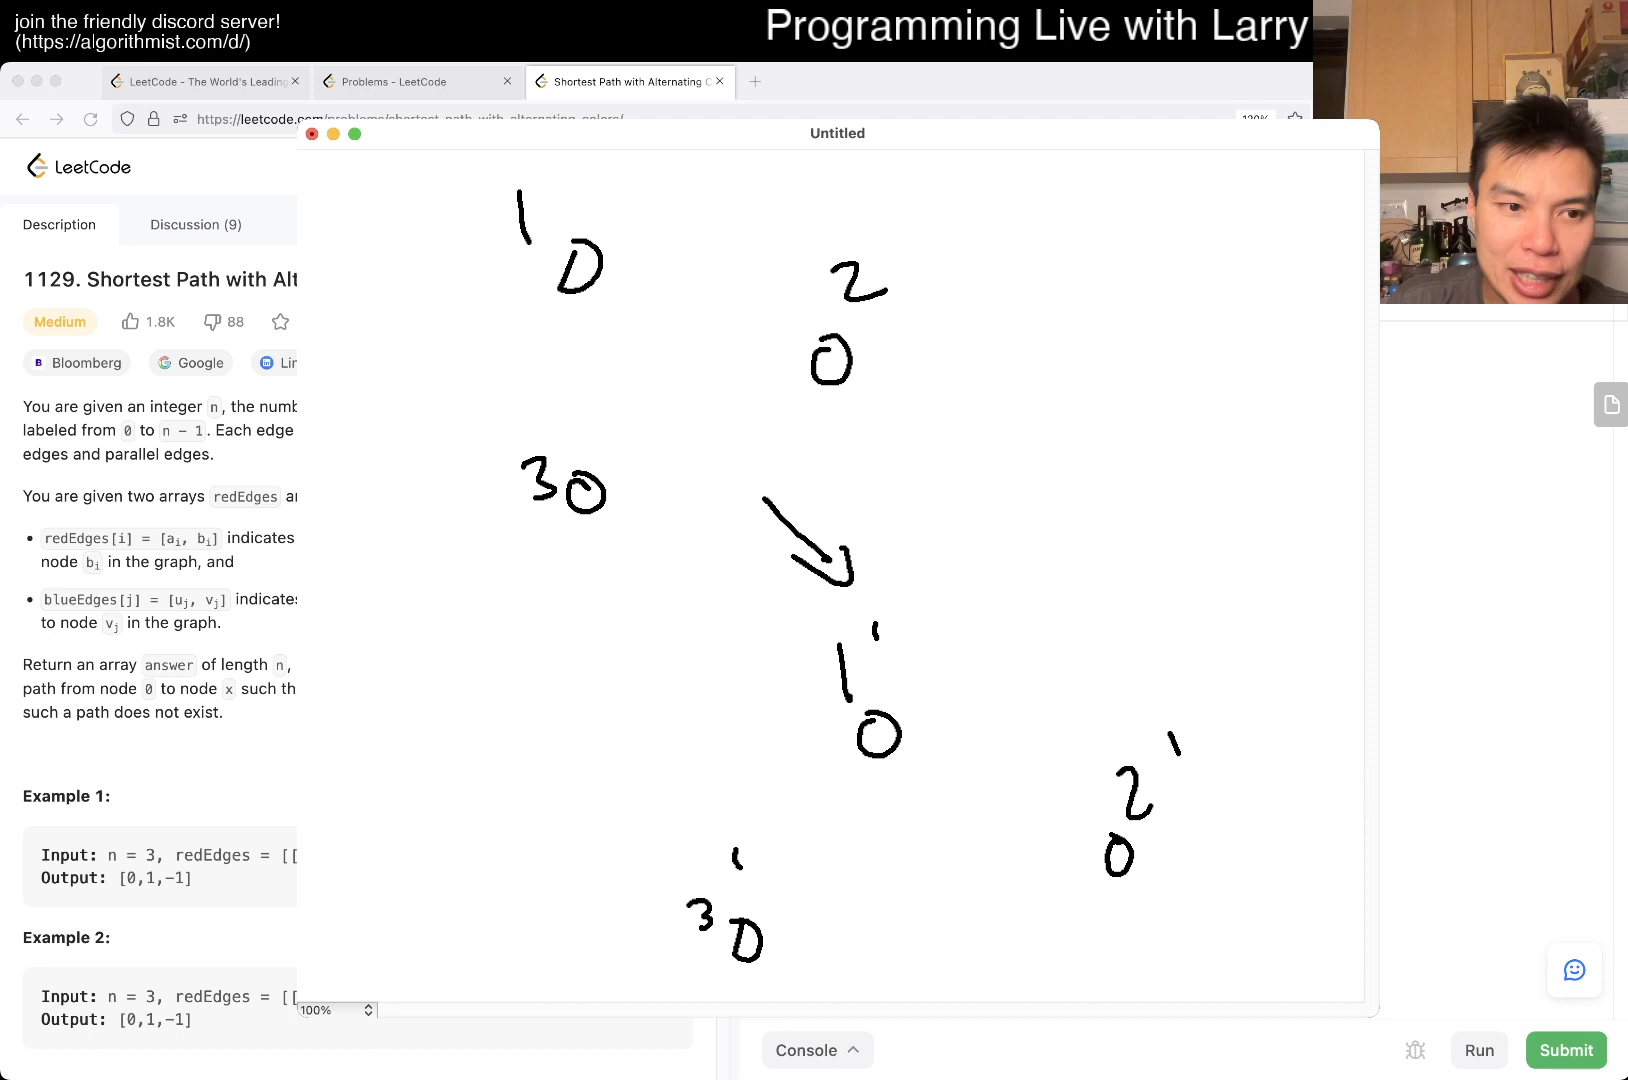 join the friendly discord server!
(https://algorithmist.com/d/)
Programming Live with Larry
LeetCode - The World's Leading
Problems - LeetCode
Shortest Path with Alternating C
Untitled
LeetCode
Description
Discussion (9)
1129. Shortest Path with Alt
Medium
1.8K
88
Bloomberg
Google
Lin
You are given an integer n, the numb
labeled from 0 to n - 1. Each edge
edges and parallel edges.
You are given two arrays redEdges ar
• redEdges[i] = [ai, bi] indicates
node bi in the graph, and
• blueEdges[j] = [uj, vj] indicates
to node vj in the graph.
Return an array answer of length n,
path from node 0 to node x such th
such a path does not exist.
Example 1:
Input: n = 3, redEdges = [[
Output: [0,1,-1]
Example 2:
Input: n = 3, redEdges = [[
Output: [0,1,-1]
1
2
3
1'
2'
3'
100%
Console
Run
Submit